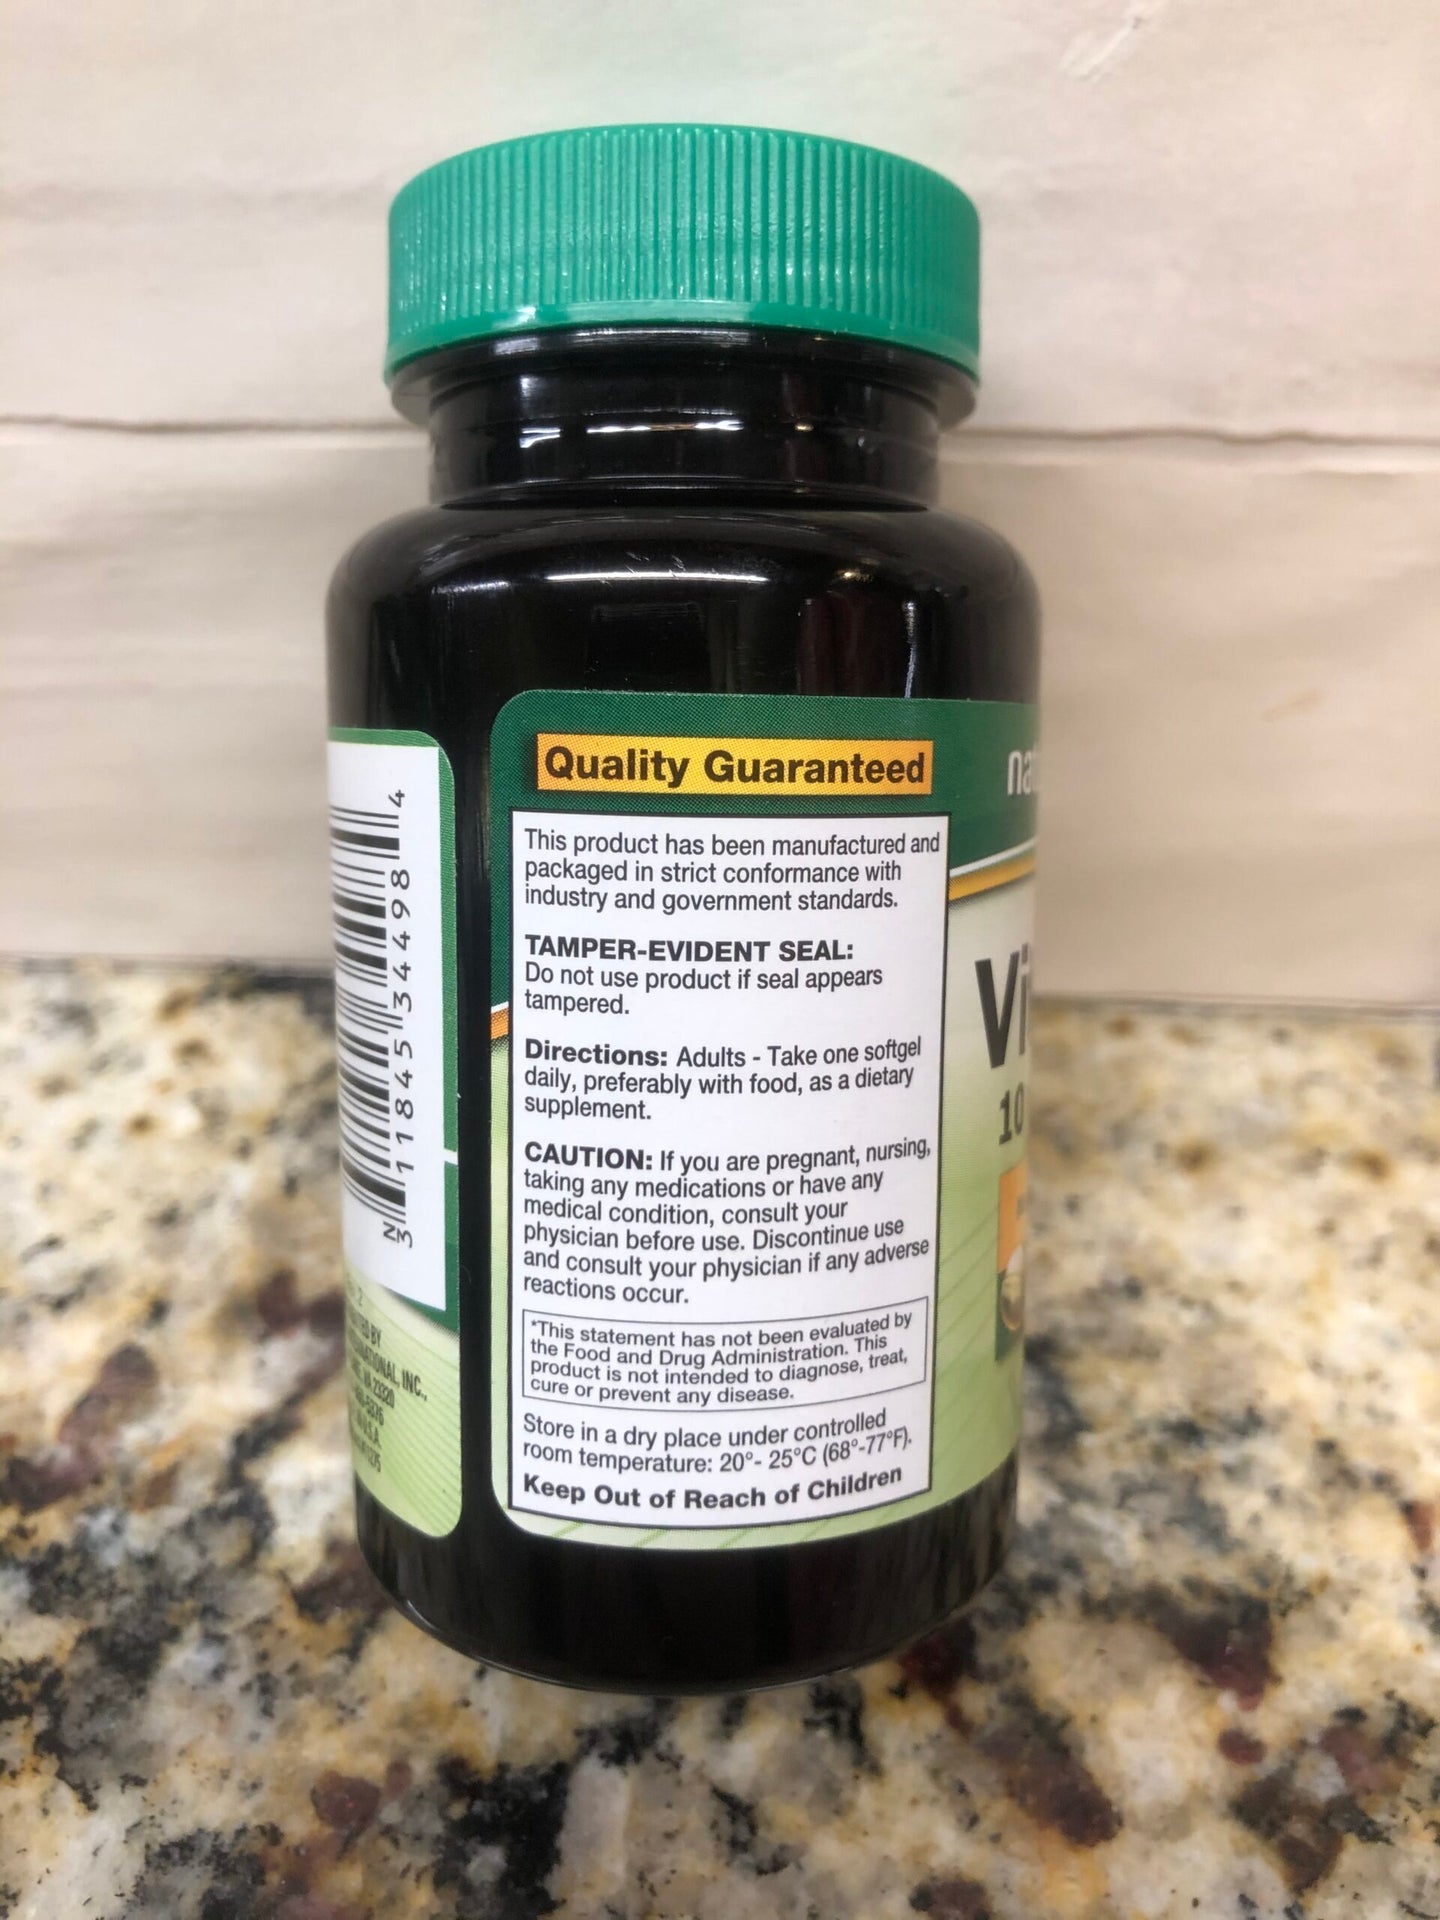 Quality Guaranteed
This product has been manufactured and
packaged in strict conformance with
industry and government standards.
TAMPER-EVIDENT SEAL:
Do not use product if seal appears
tampered.
Directions: Adults - Take one softgel
daily, preferably with food, as a dietary
supplement.
CAUTION: If you are pregnant, nursing,
taking any medications or have any
medical condition, consult your
physician before use. Discontinue use
and consult your physician if any adverse
reactions occur.
*This statement has not been evaluated by
the Food and Drug Administration. This
product is not intended to diagnose, treat,
cure or prevent any disease.
Store in a dry place under controlled
room temperature: 20°- 25°C (68°-77°F).
Keep Out of Reach of Children
N
3 11845 34498 4
BY
INC.,
VA 23320
10